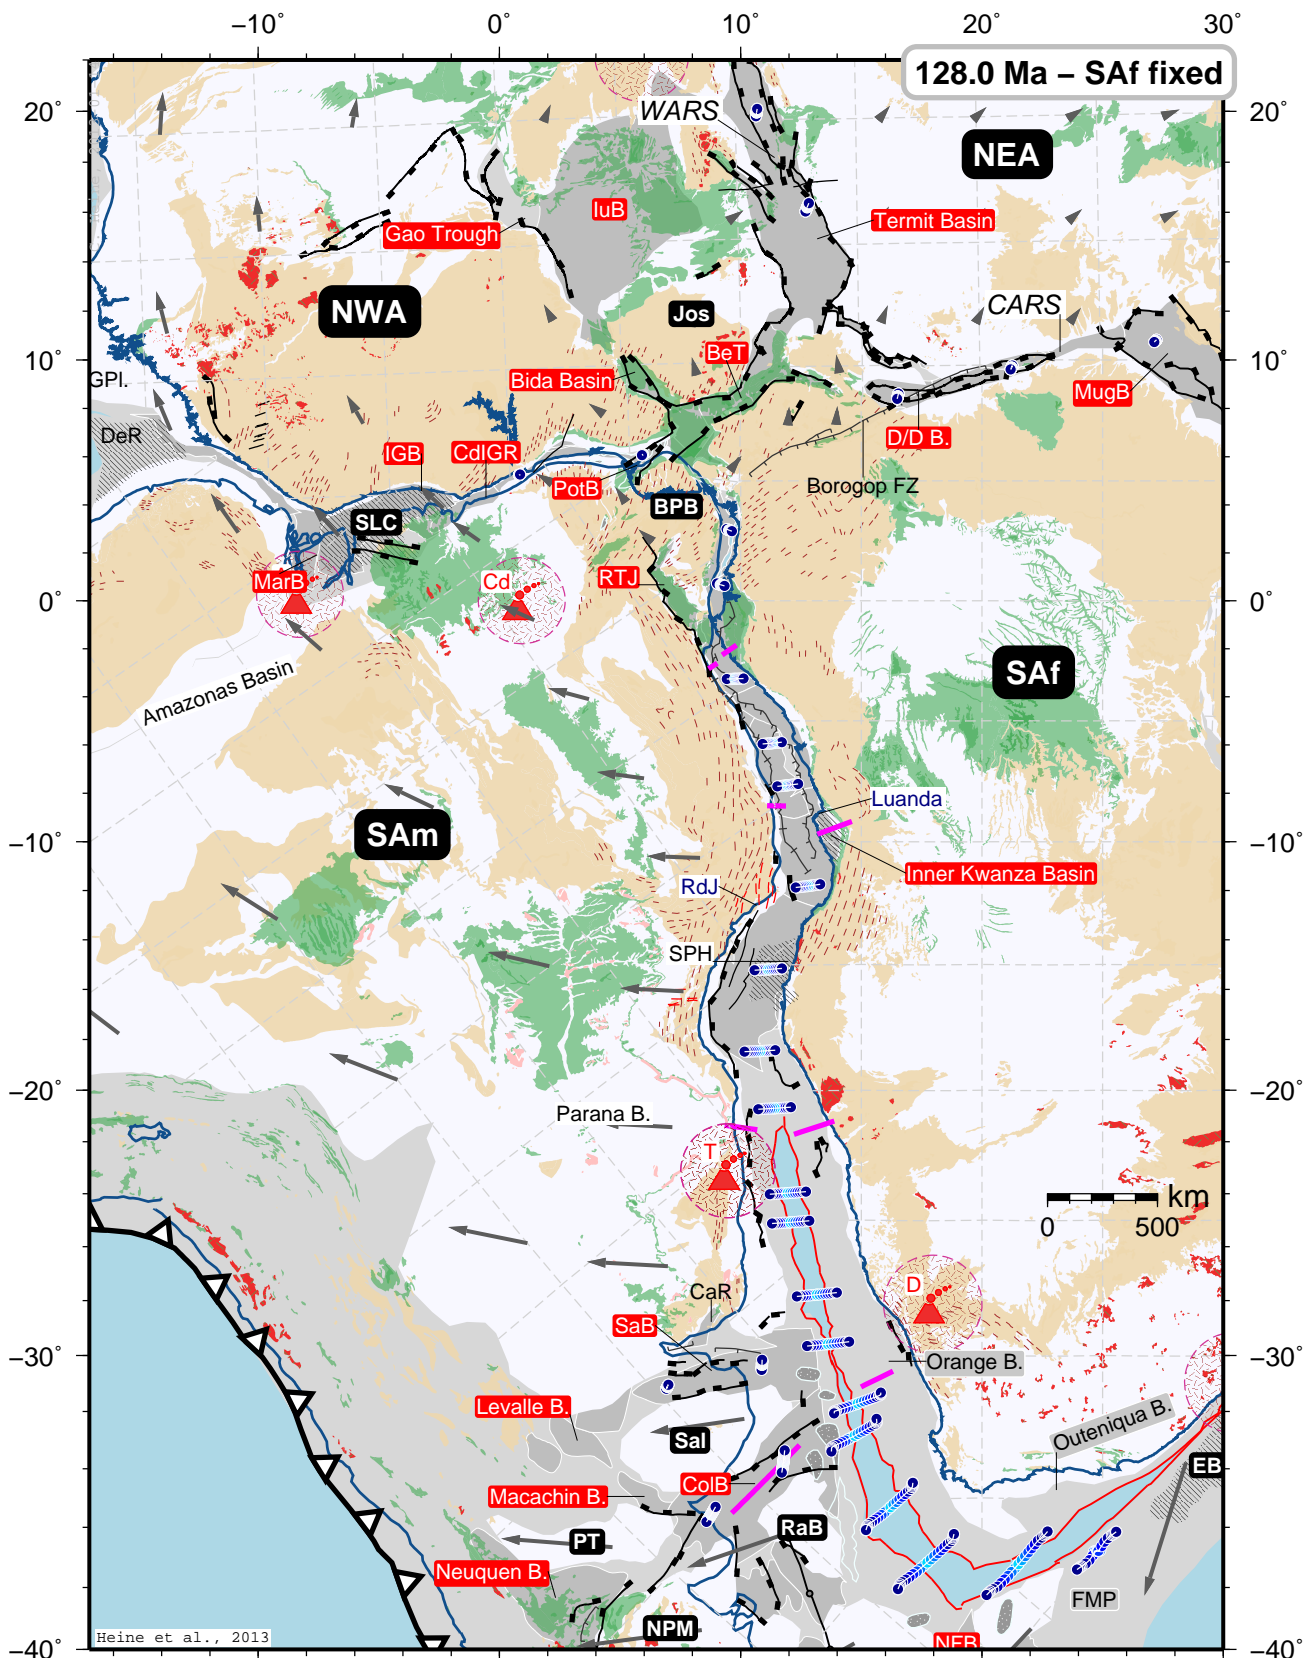 −10° 0° 10° 20° 30°
128.0 Ma – SAf fixed
20° 20°
WARS
NEA
IuB
Termit Basin
Gao Trough
CARS
NWA
Jos
BeT
10° 10°
GPl.
Bida Basin
MugB
DeR
D/D B.
IGB
CdIGR
PotB
Borogop FZ
BPB
SLC
MarB
Cd
RTJ
0° 0°
SAf
Amazonas Basin
Luanda
SAm
−10° −10°
Inner Kwanza Basin
RdJ
SPH
−20° −20°
Parana B.
T
km
0 500
D
CaR
SaB
−30° −30°
Orange B.
Levalle B.
Outeniqua B.
Sal
EB
ColB
Macachin B.
RaB
PT
Neuquen B.
FMP
NPM
NFB
Heine et al., 2013
−40° −40°